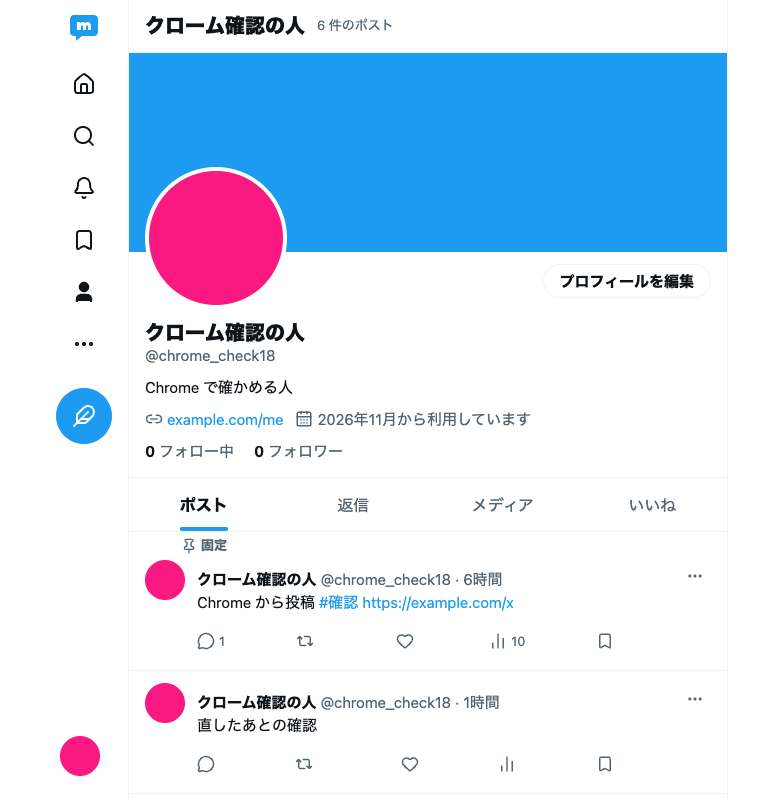 m
クローム確認の人 6 件のポスト
プロフィールを編集
クローム確認の人
@chrome_check18
Chrome で確かめる人
example.com/me 2026年11月から利用しています
0 フォロー中 0 フォロワー
ポスト 返信 メディア いいね
固定
クローム確認の人 @chrome_check18 · 6時間
Chrome から投稿 #確認 https://example.com/x
1 10
クローム確認の人 @chrome_check18 · 1時間
直したあとの確認